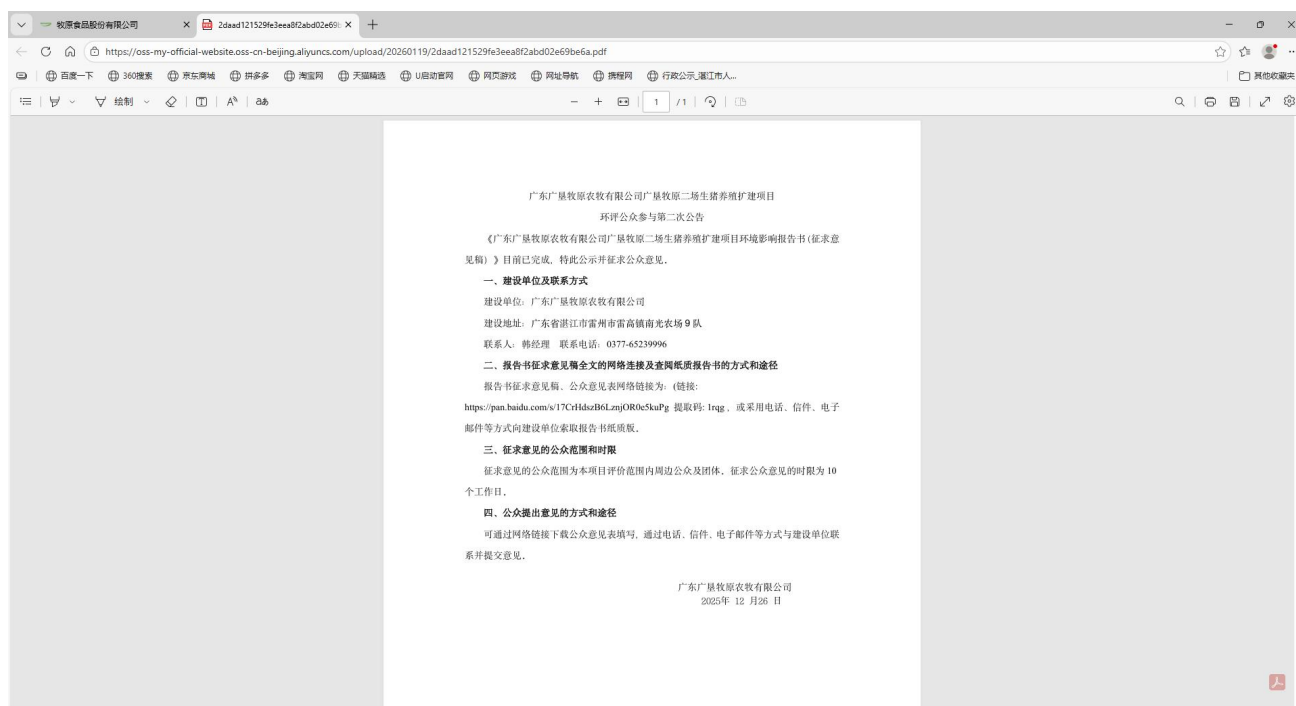 牧原食品股份有限公司
2daad121529fe3eea8f2abd02e69b
https://oss-my-official-website.oss-cn-beijing.aliyuncs.com/upload/20260119/2daad121529fe3eea8f2abd02e69be6a.pdf
百度一下 360搜索 京东商城 拼多多 淘宝网 天猫精选 U启动官网 网页游戏 网址导航 携程网 行政公示_湛江市人... 其他收藏夹
绘制 aあ 1 / 1
广东广垦牧原农牧有限公司广垦牧原二场生猪养殖扩建项目
环评公众参与第二次公告
《广东广垦牧原农牧有限公司广垦牧原二场生猪养殖扩建项目环境影响报告书(征求意
见稿) 》目前已完成, 特此公示并征求公众意见。
一、建设单位及联系方式
建设单位: 广东广垦牧原农牧有限公司
建设地址: 广东省湛江市雷州市雷高镇南光农场 9 队
联系人: 韩经理 联系电话: 0377-65239996
二、报告书征求意见稿全文的网络连接及查阅纸质报告书的方式和途径
报告书征求意见稿、公众意见表网络链接为: (链接:
https://pan.baidu.com/s/17CrHdszB6LznjOR0e5kuPg 提取码: 1rqg , 或采用电话、信件、电子
邮件等方式向建设单位索取报告书纸质版。
三、征求意见的公众范围和时限
征求意见的公众范围为本项目评价范围内周边公众及团体, 征求公众意见的时限为 10
个工作日。
四、公众提出意见的方式和途径
可通过网络链接下载公众意见表填写, 通过电话、信件、电子邮件等方式与建设单位联
系并提交意见。
广东广垦牧原农牧有限公司
2025年 12 月26 日